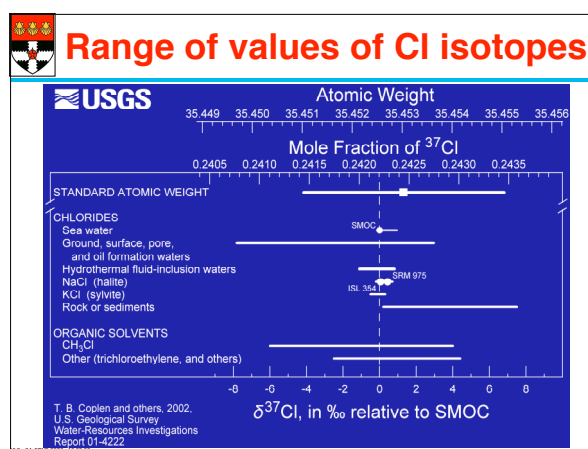 Range of values of Cl isotopes
USGS
Atomic Weight
35.449 35.450 35.451 35.452 35.453 35.454 35.455 35.456
Mole Fraction of ³⁷Cl
0.2405 0.2410 0.2415 0.2420 0.2425 0.2430 0.2435
STANDARD ATOMIC WEIGHT
CHLORIDES
Sea water
SMOC
Ground, surface, pore,
and oil formation waters
Hydrothermal fluid-inclusion waters
NaCl (halite)
SRM 975
KCl (sylvite)
ISL 354
Rock or sediments
ORGANIC SOLVENTS
CH₃Cl
Other (trichloroethylene, and others)
-8 -6 -4 -2 0 2 4 6 8
δ³⁷Cl, in ‰ relative to SMOC
T. B. Coplen and others, 2002,
U.S. Geological Survey
Water-Resources Investigations
Report 01-4222